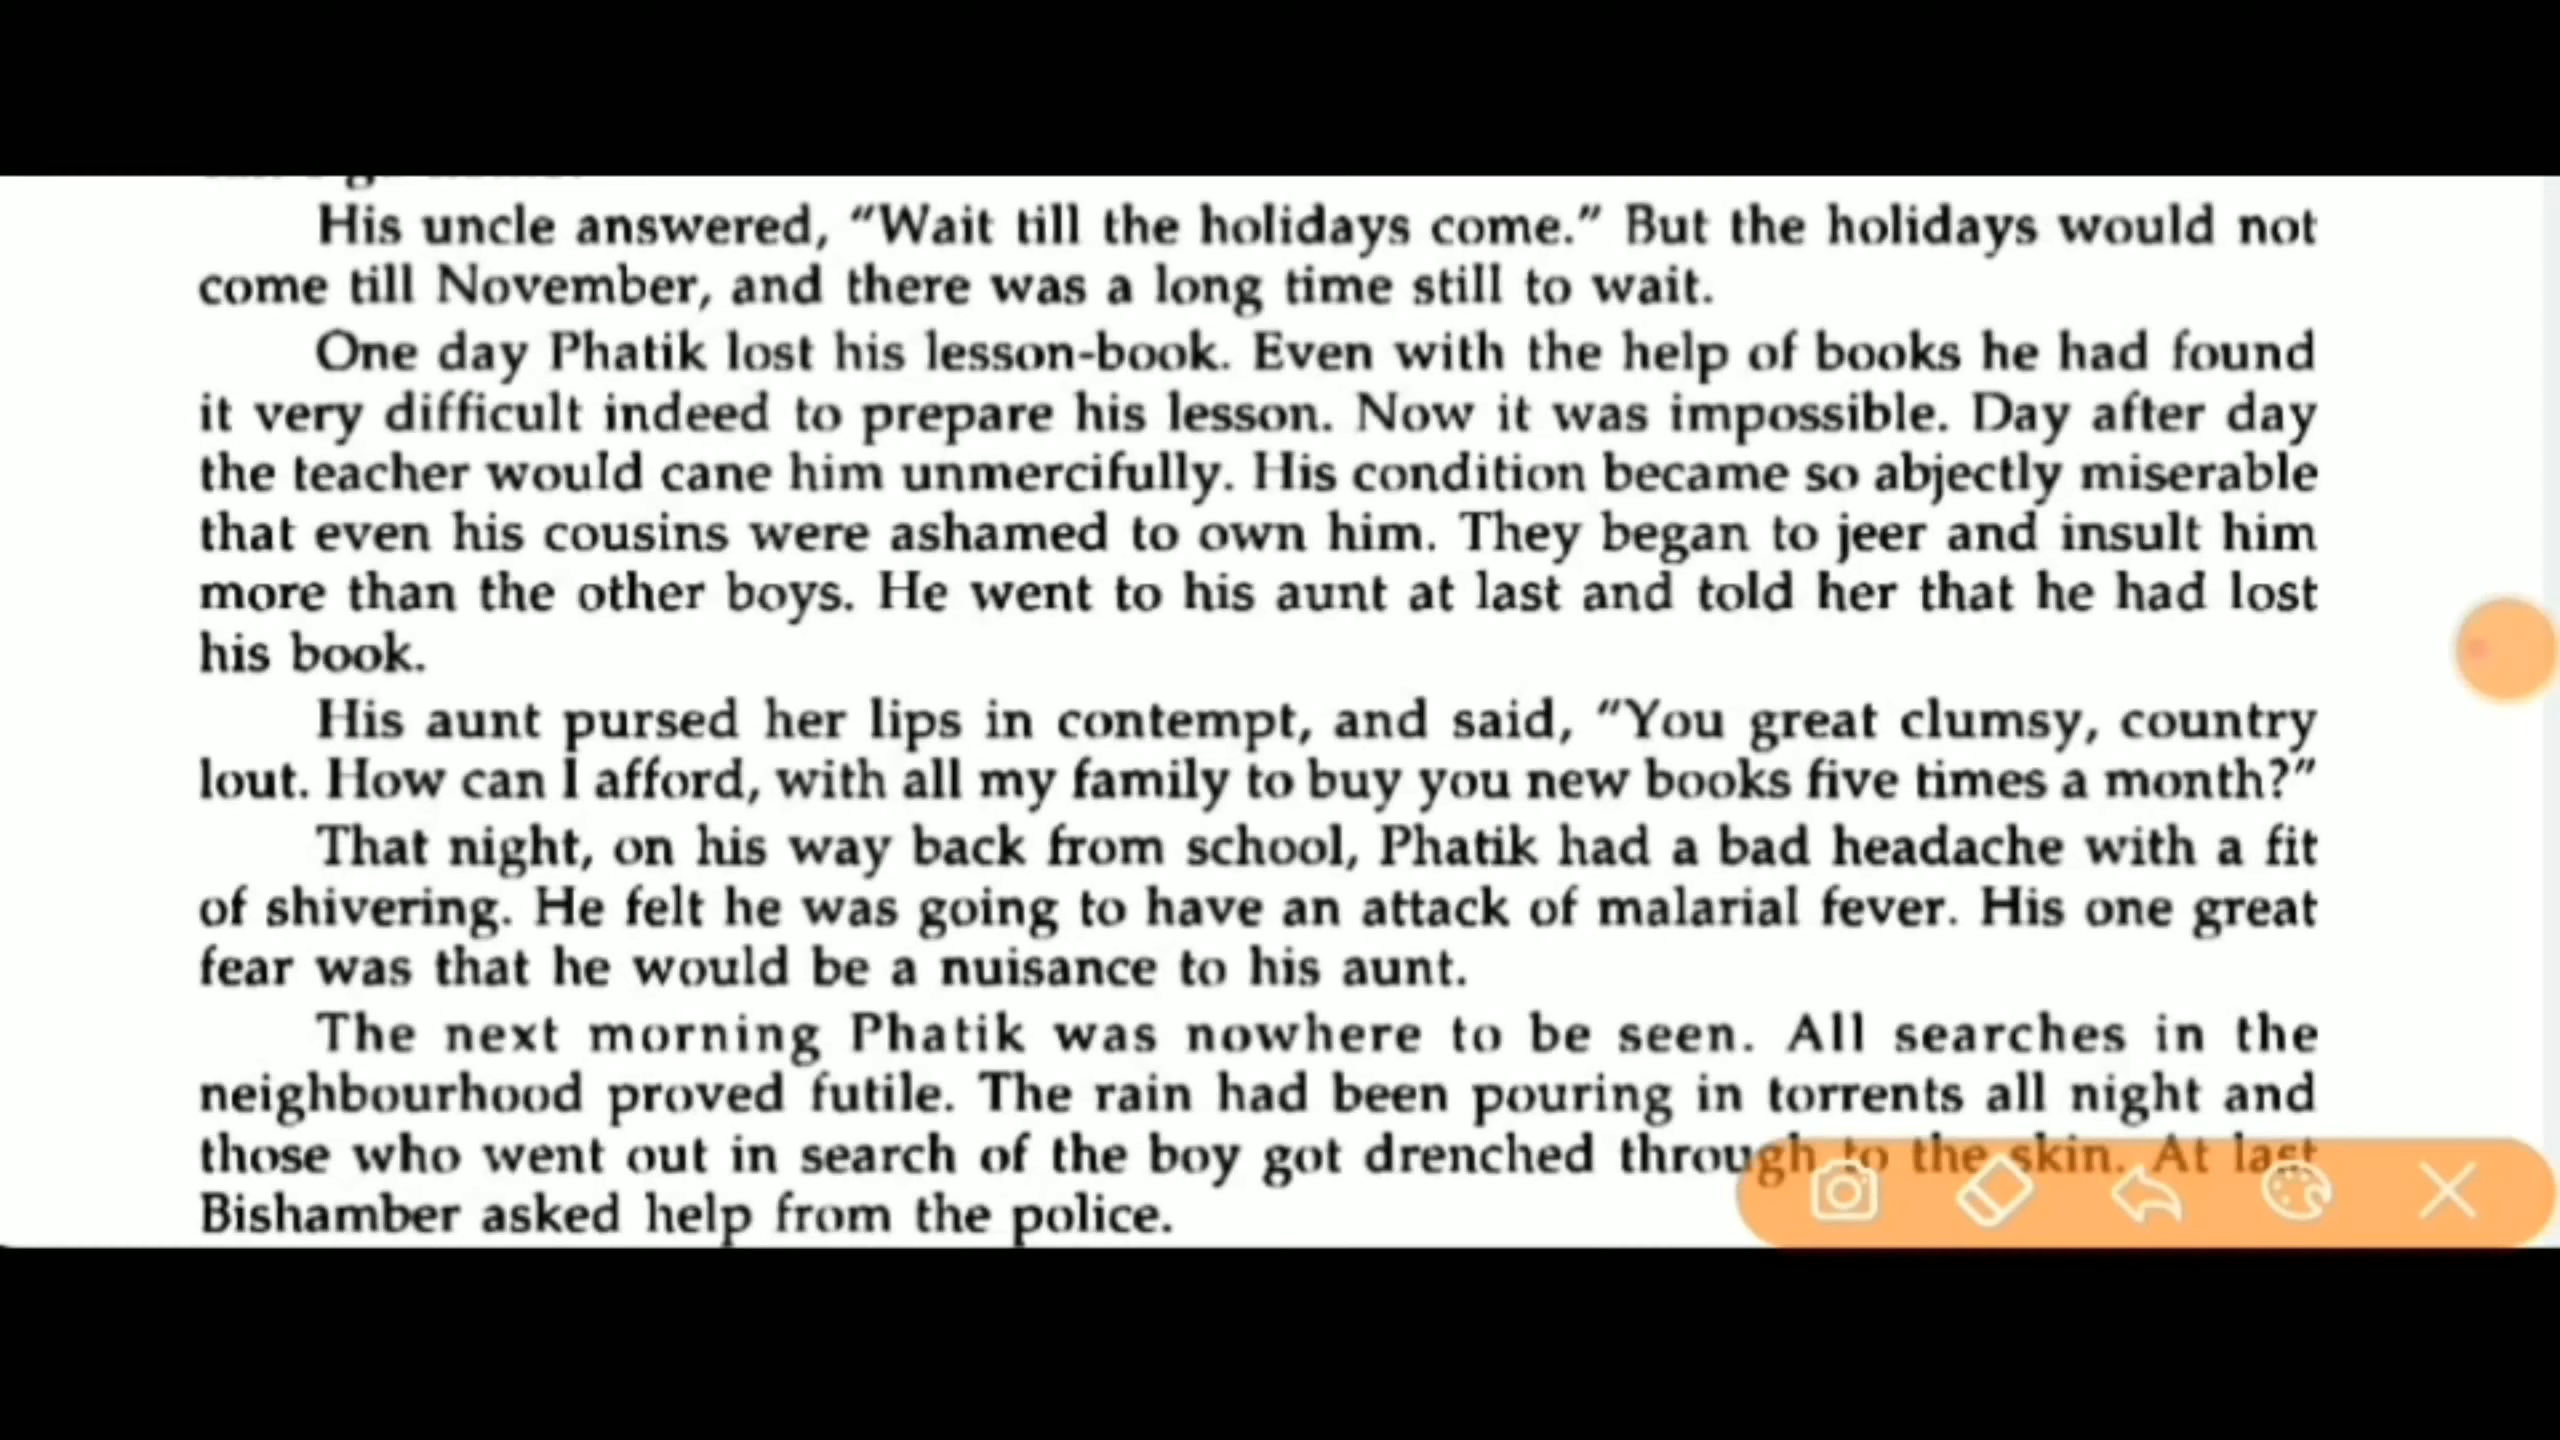 His uncle answered, “Wait till the holidays come.” But the holidays would not
come till November, and there was a long time still to wait.
One day Phatik lost his lesson-book. Even with the help of books he had found
it very difficult indeed to prepare his lesson. Now it was impossible. Day after day
the teacher would cane him unmercifully. His condition became so abjectly miserable
that even his cousins were ashamed to own him. They began to jeer and insult him
more than the other boys. He went to his aunt at last and told her that he had lost
his book.
His aunt pursed her lips in contempt, and said, “You great clumsy, country
lout. How can I afford, with all my family to buy you new books five times a month?”
That night, on his way back from school, Phatik had a bad headache with a fit
of shivering. He felt he was going to have an attack of malarial fever. His one great
fear was that he would be a nuisance to his aunt.
The next morning Phatik was nowhere to be seen. All searches in the
neighbourhood proved futile. The rain had been pouring in torrents all night and
those who went out in search of the boy got drenched through to the skin. At last
Bishamber asked help from the police.